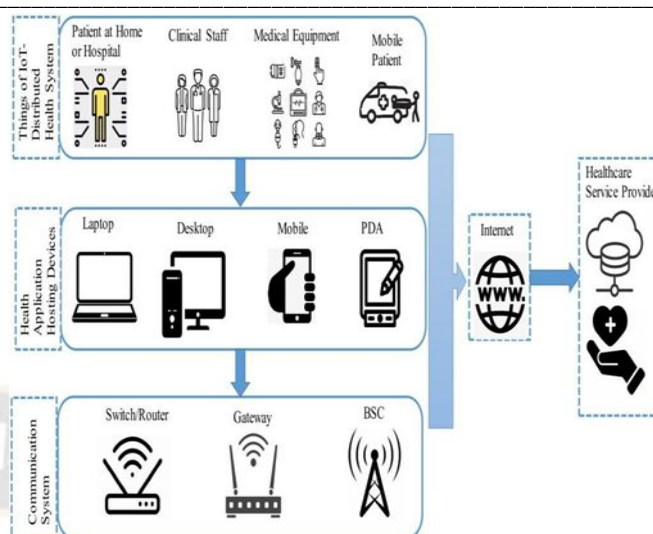 Things of IoT-
Distributed
Health System
Patient at Home
or Hospital
Clinical Staff
Medical Equipment
Mobile
Patient
Health
Application
Hosting Devices
Laptop
Desktop
Mobile
PDA
Communication
System
Switch/Router
Gateway
BSC
Internet
WWW.
Healthcare
Service Provide